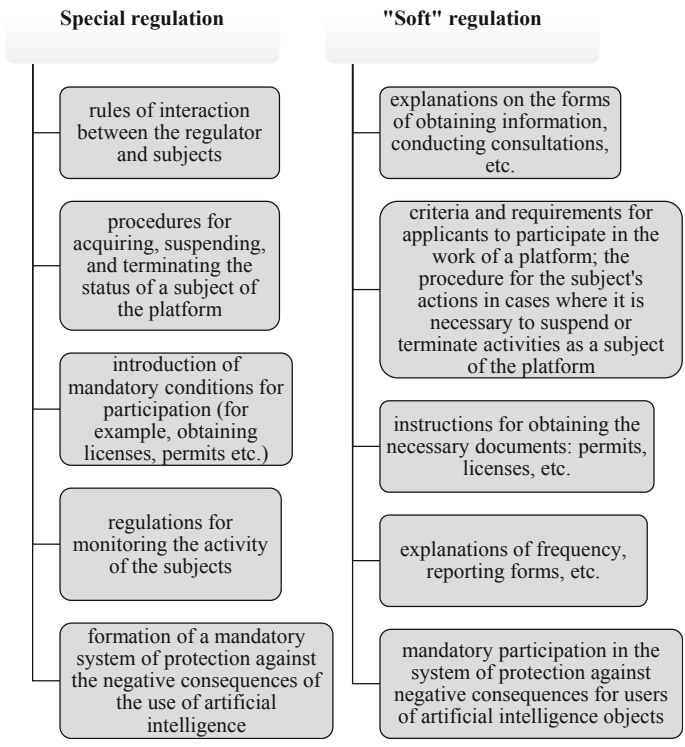 Special regulation
rules of interaction
between the regulator
and subjects
procedures for
acquiring, suspending,
and terminating the
status of a subject of
the platform
introduction of
mandatory conditions for
participation (for
example, obtaining
licenses, permits etc.)
regulations for
monitoring the activity
of the subjects
formation of a mandatory
system of protection against
the negative consequences of
the use of artificial
intelligence
"Soft" regulation
explanations on the forms
of obtaining information,
conducting consultations,
etc.
criteria and requirements for
applicants to participate in the
work of a platform; the
procedure for the subject's
actions in cases where it is
necessary to suspend or
terminate activities as a subject
of the platform
instructions for obtaining the
necessary documents: permits,
licenses, etc.
explanations of frequency,
reporting forms, etc.
mandatory participation in the
system of protection against
negative consequences for users
of artificial intelligence objects